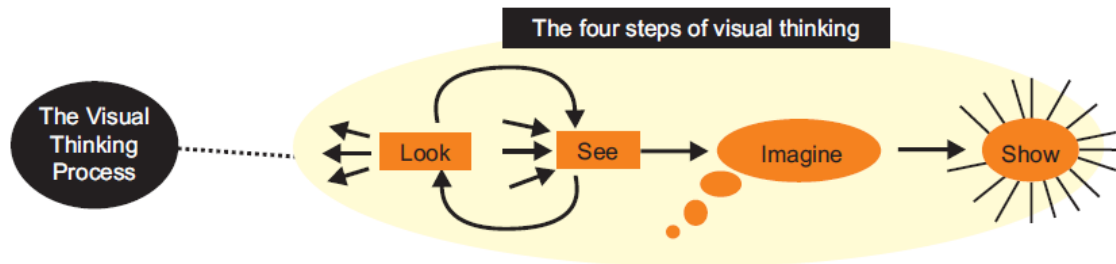 The four steps of visual thinking
The Visual
Thinking
Process
Look
See
Imagine
Show